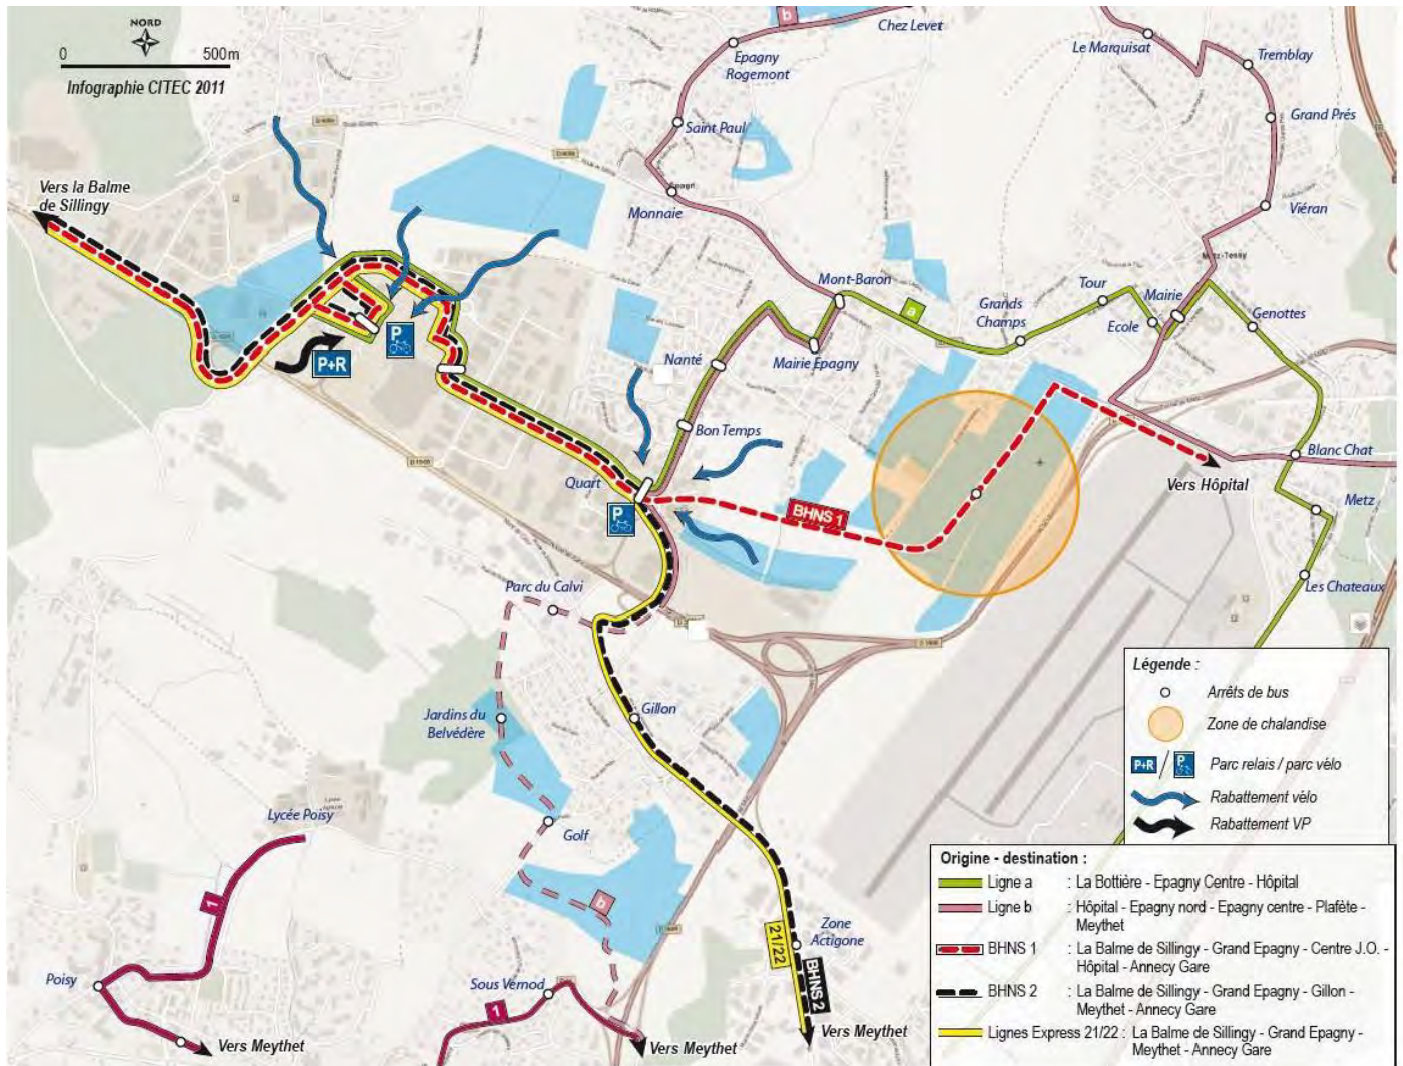 NORD
0 500m
Infographie CITEC 2011
b
Chez Levet
Epagny
Rogemont
Le Marquisat
Tremblay
Grand Prés
Saint Paul
Vers la Balme
de Sillingy
Monnaie
Viéran
Mont-Baron
a
Grands
Champs
Tour
Mairie
Ecole
Genottes
P+R
P
Nanté
Mairie Epagny
Bon Temps
Blanc Chat
Quart
P
BHNS 1
Vers Hôpital
Metz
Parc du Calvi
Les Chateaux
Jardins du
Belvédère
Gillon
Golf
Lycée Poisy
1
b
Zone
Actigone
21/22
BHNS 2
Poisy
Sous Vernod
1
Vers Meythet
Vers Meythet
Vers Meythet
Légende :
Arrêts de bus
Zone de chalandise
P+R / P Parc relais / parc vélo
Rabattement vélo
Rabattement VP
Origine - destination :
Ligne a : La Bottière - Epagny Centre - Hôpital
Ligne b : Hôpital - Epagny nord - Epagny centre - Plafête -
Meythet
BHNS 1 : La Balme de Sillingy - Grand Epagny - Centre J.O. -
Hôpital - Annecy Gare
BHNS 2 : La Balme de Sillingy - Grand Epagny - Gillon -
Meythet - Annecy Gare
Lignes Express 21/22 : La Balme de Sillingy - Grand Epagny -
Meythet - Annecy Gare